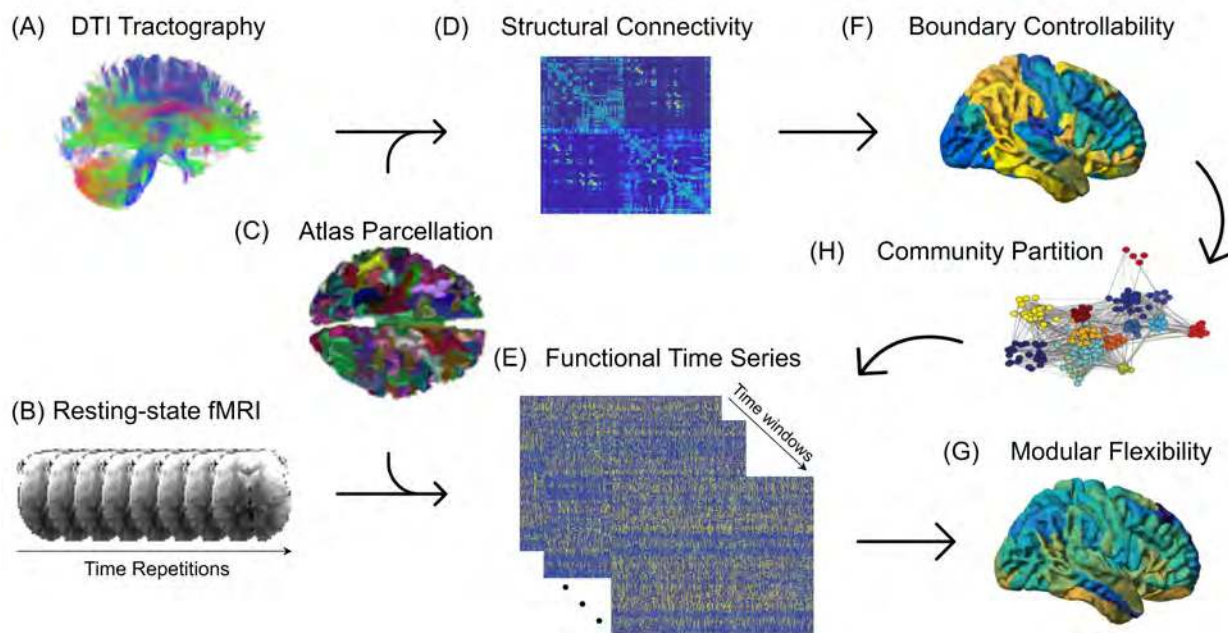 (A) DTI Tractography
(D) Structural Connectivity
(F) Boundary Controllability
(C) Atlas Parcellation
(H) Community Partition
(E) Functional Time Series
Time windows
(B) Resting-state fMRI
Time Repetitions
(G) Modular Flexibility